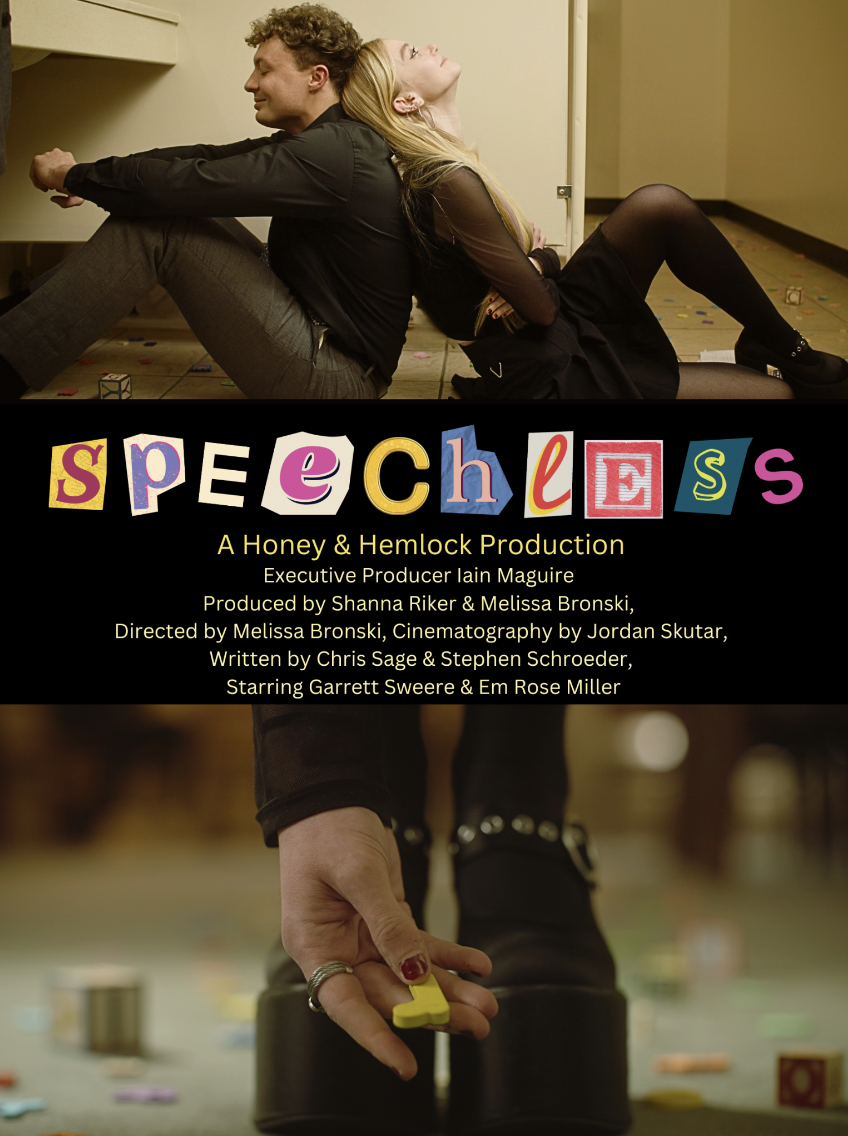 SpEechlESS
A Honey & Hemlock Production
Executive Producer Iain Maguire
Produced by Shanna Riker & Melissa Bronski,
Directed by Melissa Bronski, Cinematography by Jordan Skutar,
Written by Chris Sage & Stephen Schroeder,
Starring Garrett Sweere & Em Rose Miller